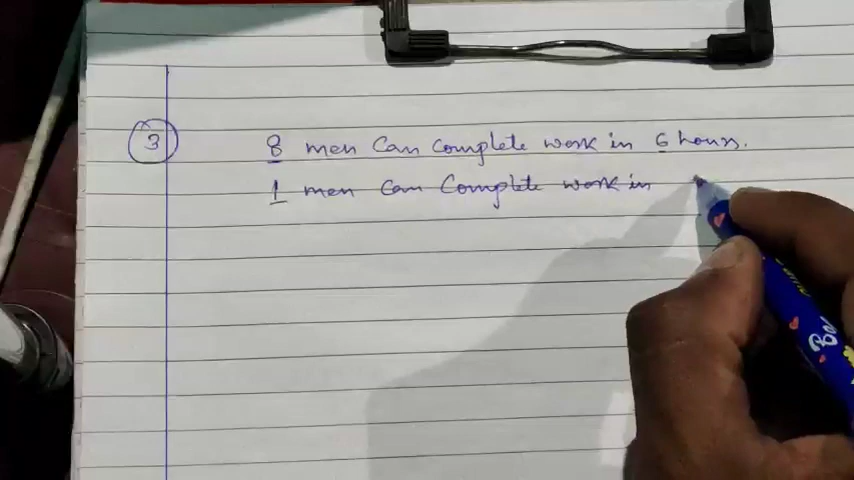 3 8 men can complete work in 6 hours.
1 men can complete work in